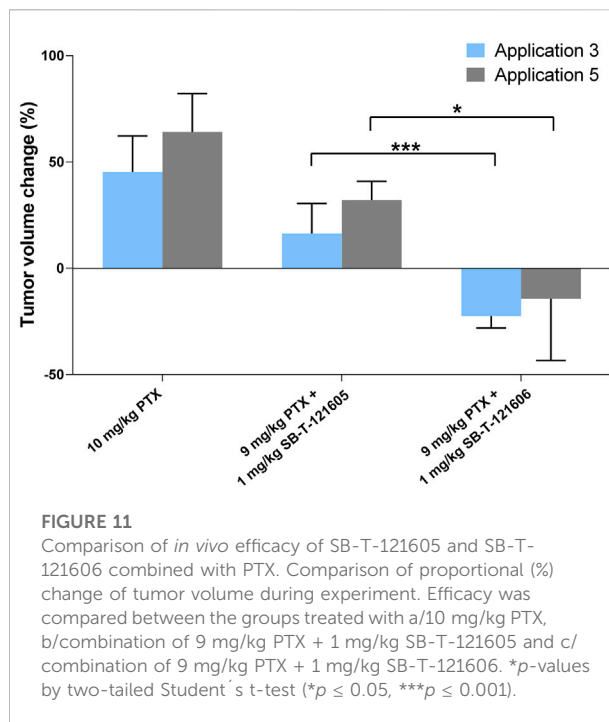 Application 3
Application 5
Tumor volume change (%)
100
50
0
-50
*
***
10 mg/kg PTX
9 mg/kg PTX +
1 mg/kg SB-T-121605
9 mg/kg PTX +
1 mg/kg SB-T-121606
FIGURE 11
Comparison of in vivo efficacy of SB-T-121605 and SB-T-
121606 combined with PTX. Comparison of proportional (%)
change of tumor volume during experiment. Efficacy was
compared between the groups treated with a/10 mg/kg PTX,
b/combination of 9 mg/kg PTX + 1 mg/kg SB-T-121605 and c/
combination of 9 mg/kg PTX + 1 mg/kg SB-T-121606. *p-values
by two-tailed Student´s t-test (*p ≤ 0.05, ***p ≤ 0.001).